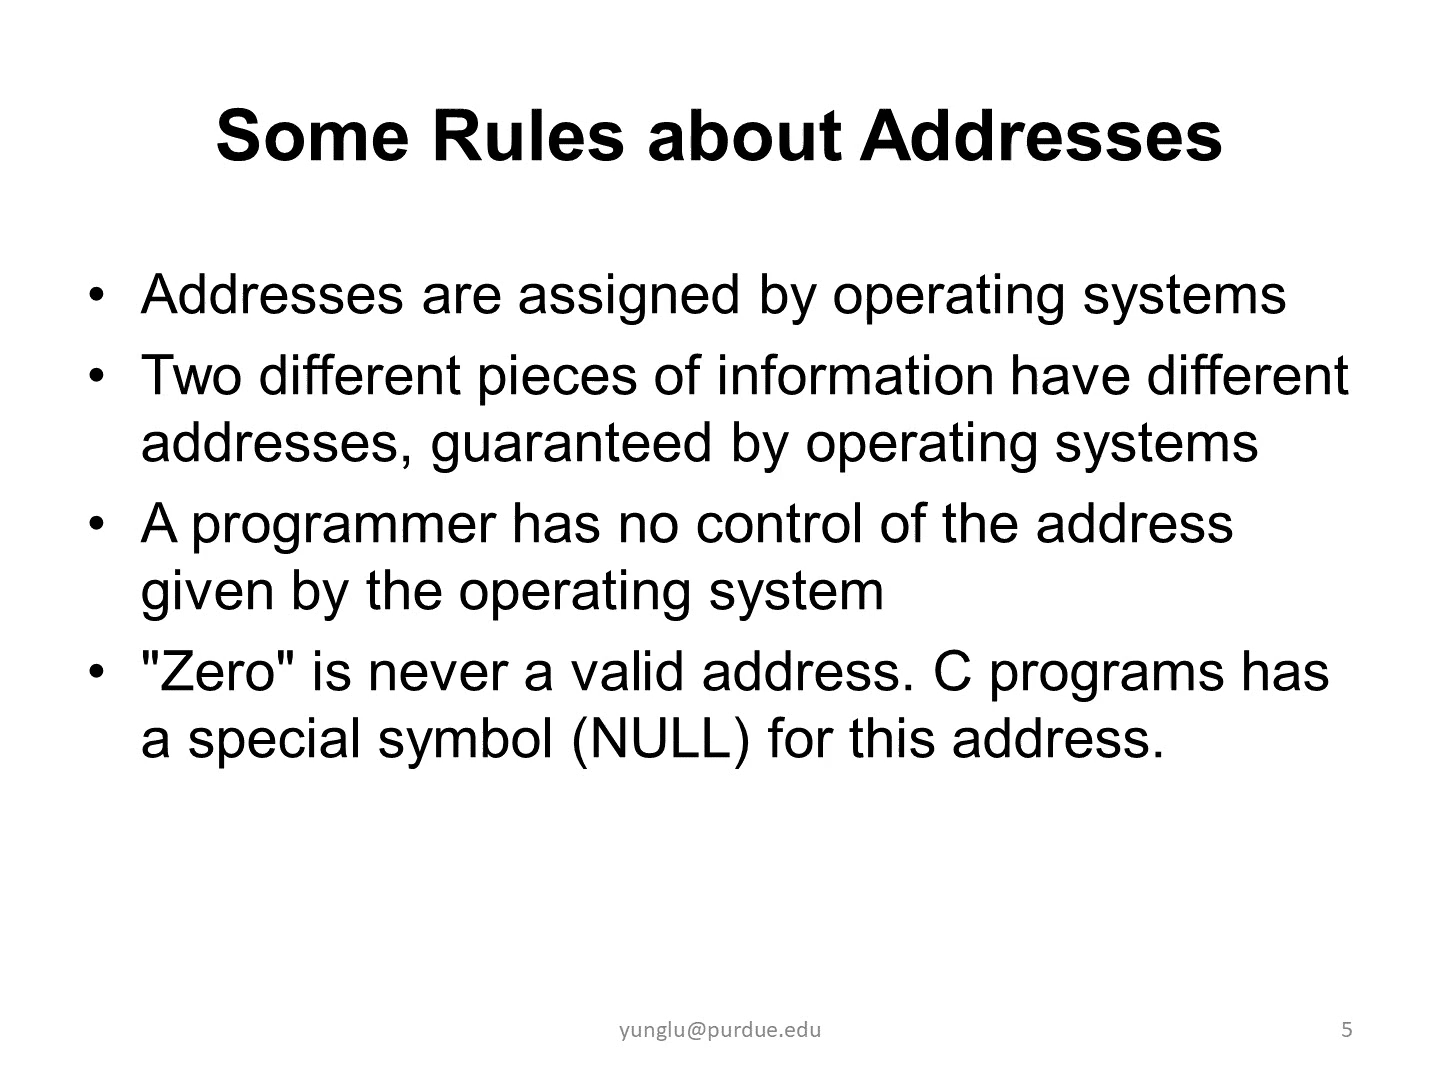 Some Rules about Addresses
• Addresses are assigned by operating systems
• Two different pieces of information have different
addresses, guaranteed by operating systems
• A programmer has no control of the address
given by the operating system
• "Zero" is never a valid address. C programs has
a special symbol (NULL) for this address.
yunglu@purdue.edu
5